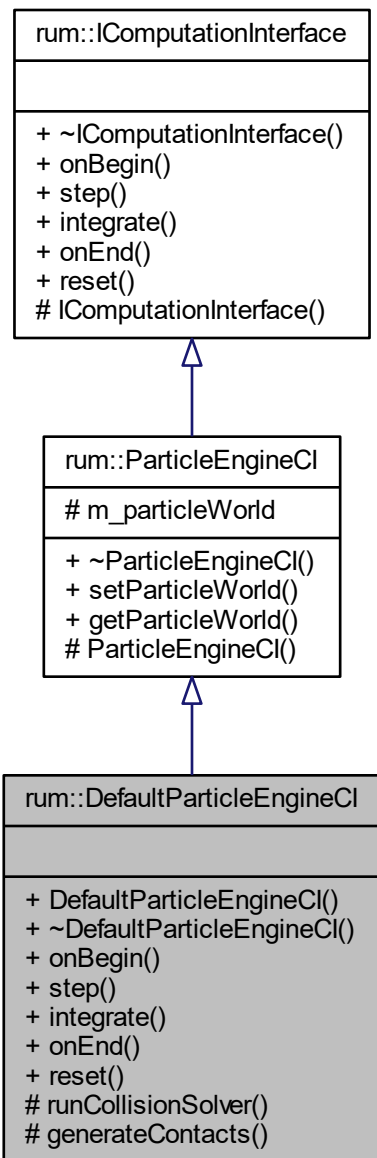 rum::IComputationInterface
+ ~IComputationInterface()
+ onBegin()
+ step()
+ integrate()
+ onEnd()
+ reset()
# IComputationInterface()
rum::ParticleEngineCI
# m_particleWorld
+ ~ParticleEngineCI()
+ setParticleWorld()
+ getParticleWorld()
# ParticleEngineCI()
rum::DefaultParticleEngineCI
+ DefaultParticleEngineCI()
+ ~DefaultParticleEngineCI()
+ onBegin()
+ step()
+ integrate()
+ onEnd()
+ reset()
# runCollisionSolver()
# generateContacts()